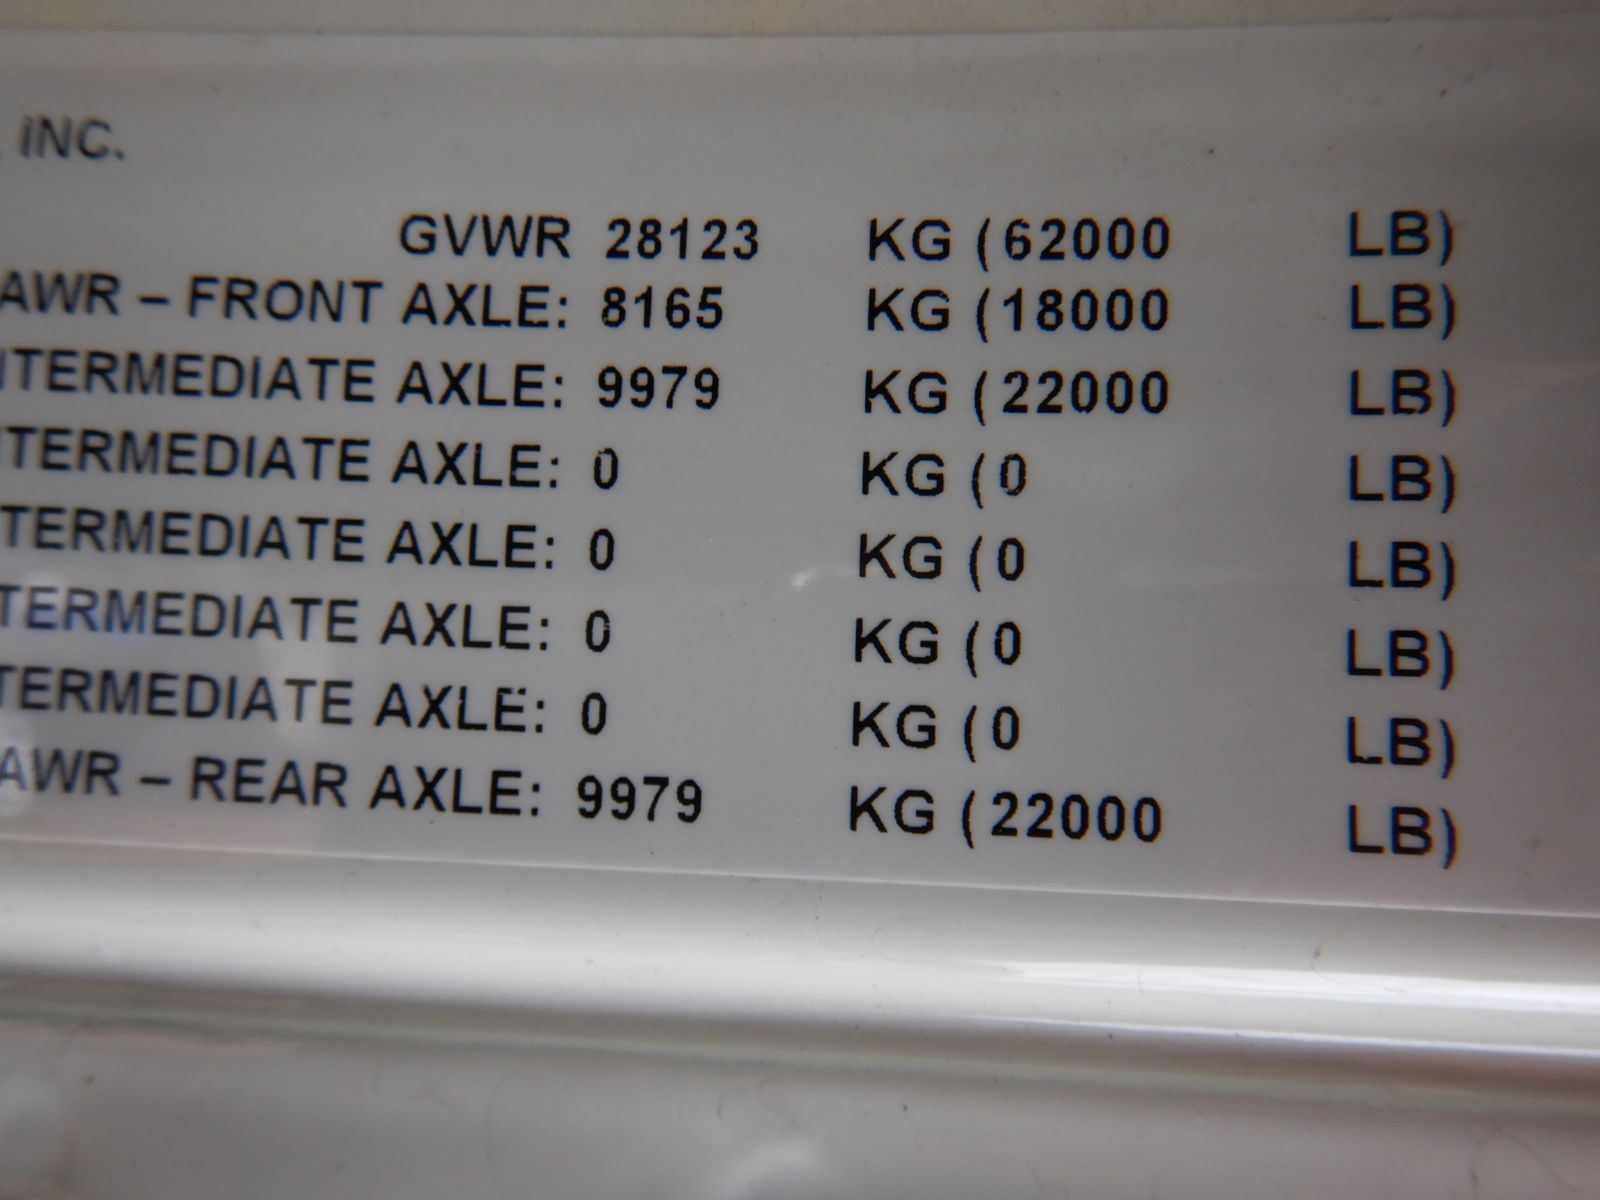 , INC.
GVWR 28123 KG (62000 LB)
AWR – FRONT AXLE: 8165 KG (18000 LB)
NTERMEDIATE AXLE: 9979 KG (22000 LB)
NTERMEDIATE AXLE: 0 KG (0 LB)
TERMEDIATE AXLE: 0 KG (0 LB)
TERMEDIATE AXLE: 0 KG (0 LB)
TERMEDIATE AXLE: 0 KG (0 LB)
AWR – REAR AXLE: 9979 KG (22000 LB)